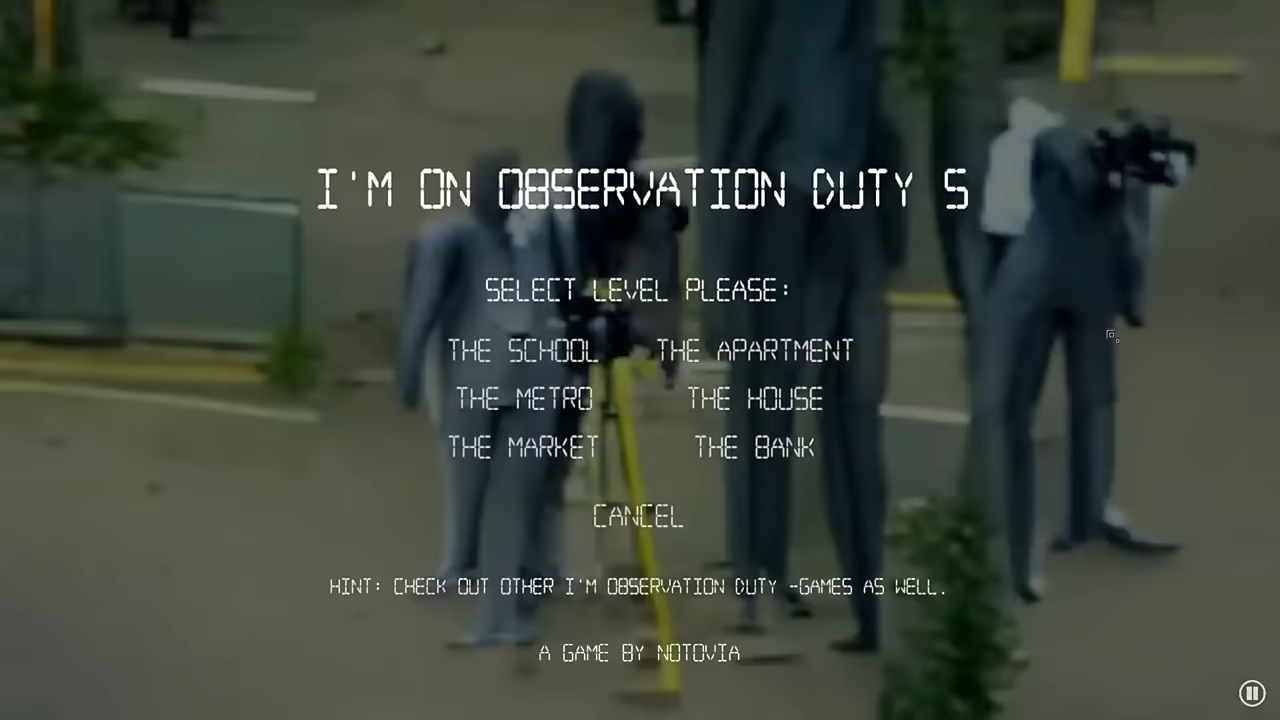 I'M ON OBSERVATION DUTY 5
SELECT LEVEL PLEASE:
THE SCHOOL THE APARTMENT
THE METRO THE HOUSE
THE MARKET THE BANK
CANCEL
HINT: CHECK OUT OTHER I'M OBSERVATION DUTY -GAMES AS WELL.
A GAME BY NOTOVIA